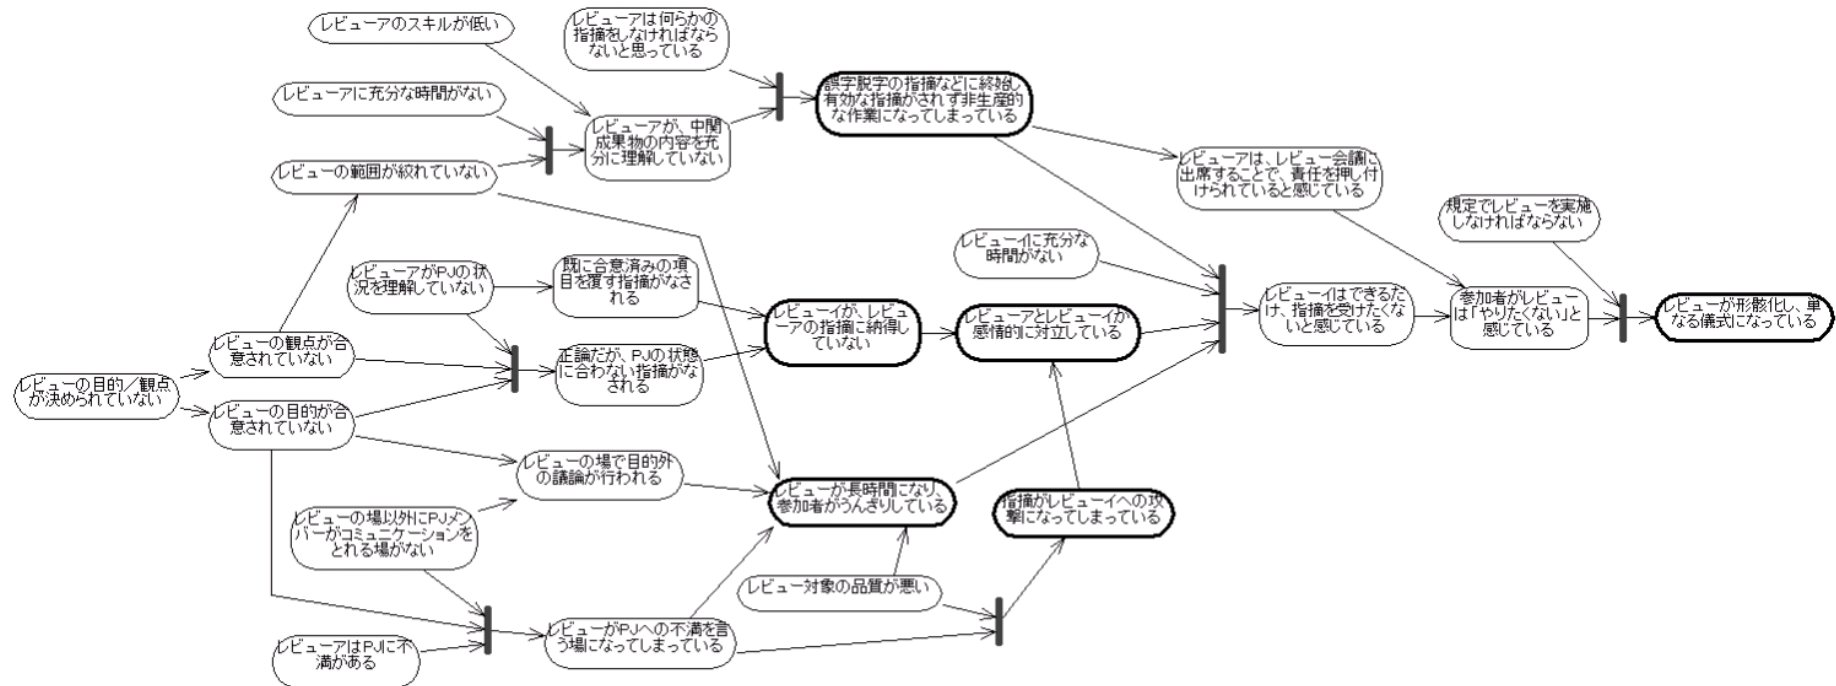 レビューアのスキルが低い
レビューアは何らかの
指摘をしなければなら
ないと思っている
レビューアに充分な時間がない
誤字脱字の指摘などに終始し
有効な指摘がされず非生産的
な作業になってしまっている
レビューアが、中間
成果物の内容を充
分に理解していない
レビューの範囲が絞れていない
レビューアは、レビュー会議に
出席することで、責任を押し付
けられていると感じている
規定でレビューを実施
しなければならない
レビューイに充分な
時間がない
レビューアがPJの状
況を理解していない
既に合意済みの項
目を覆す指摘がなさ
れる
レビューイが、レビュ
アの指摘に納得し
ていない
レビューアとレビューイが
感情的に対立している
レビューイはできるだ
け、指摘を受けたくな
いと感じている
参加者がレビュー
は「やりたくない」と
感じている
レビューが形骸化し、単
なる儀式になっている
レビューの観点が合
意されていない
正論だが、PJの状態
に合わない指摘がな
される
レビューの目的／観点
が決められていない
レビューの目的が合
意されていない
レビューの場で目的外
の議論が行われる
レビューが長時間になり、
参加者がうんざりしている
指摘がレビューイへの攻
撃になってしまっている
レビューの場以外にPJメン
バーがコミュニケーションを
とれる場がない
レビュー対象の品質が悪い
レビューアはPJに不
満がある
レビューがPJへの不満を言
う場になってしまっている